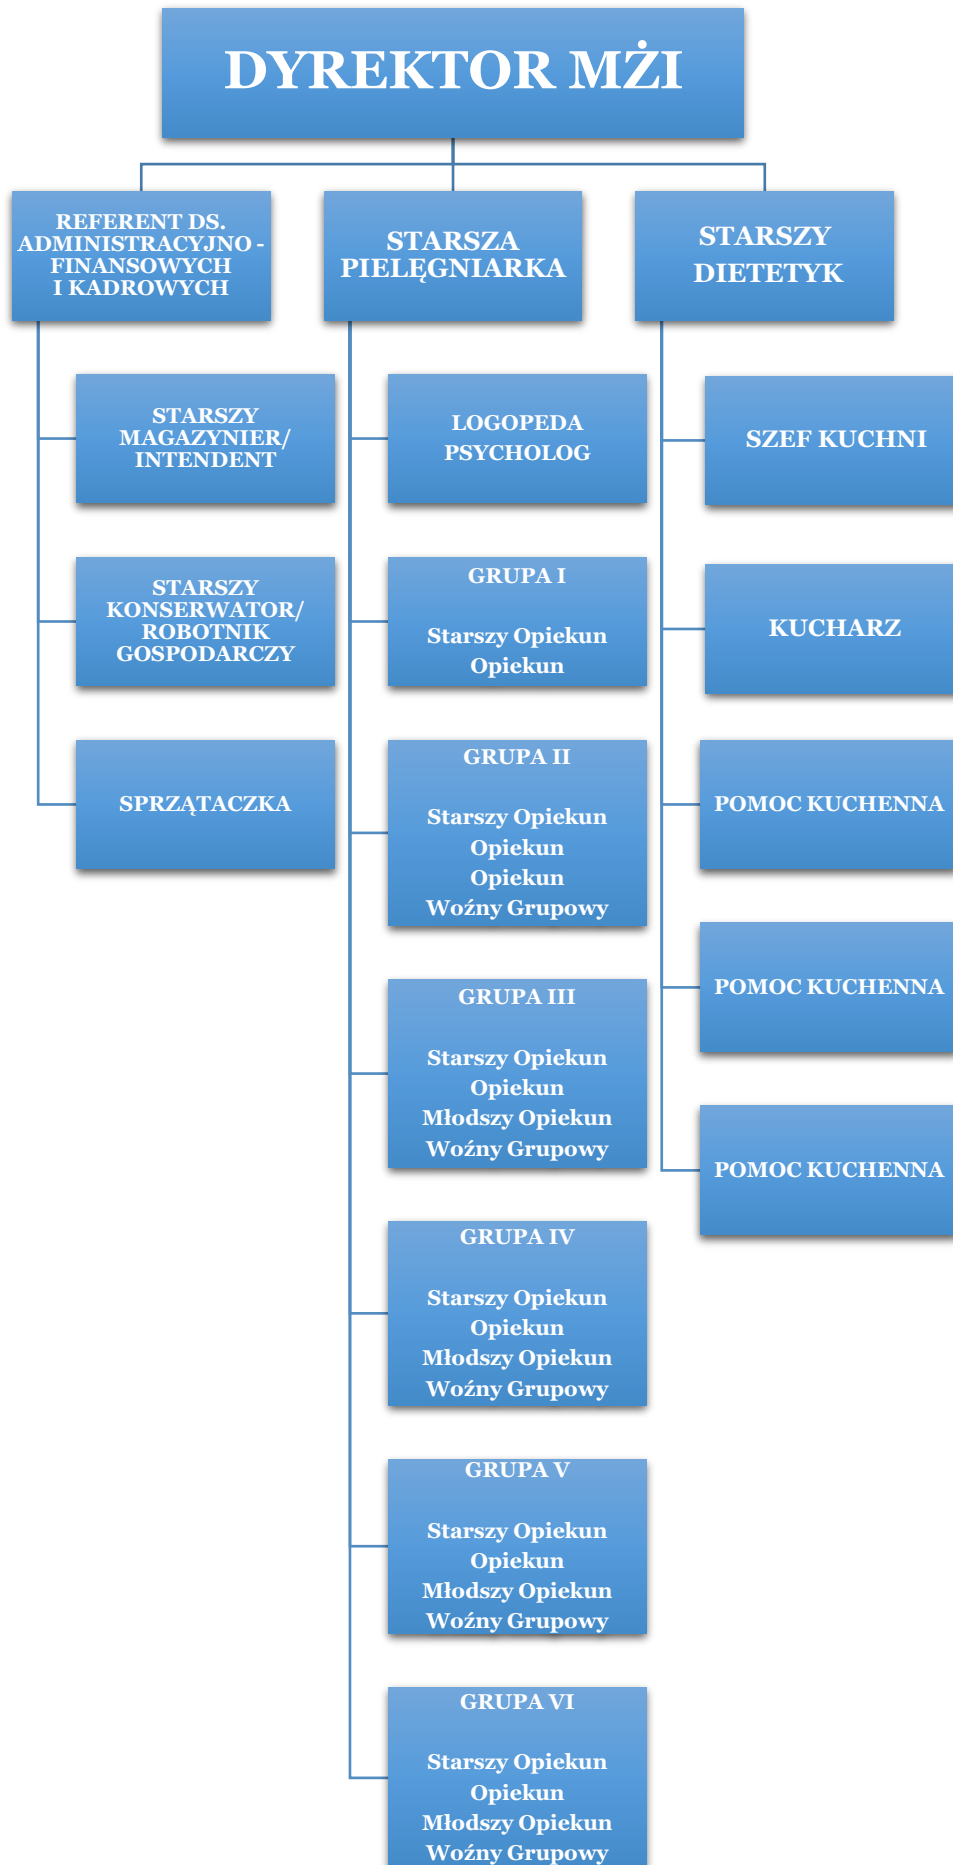 DYREKTOR MŻI
REFERENT DS.
ADMINISTRACYJNO -
FINANSOWYCH
I KADROWYCH
STARSZY
MAGAZYNIER/
INTENDENT
STARSZY
KONSERWATOR/
ROBOTNIK
GOSPODARCZY
SPRZĄTACZKA
STARSZA
PIELĘGNIARKA
LOGOPEDA
PSYCHOLOG
GRUPA I
Starszy Opiekun
Opiekun
GRUPA II
Starszy Opiekun
Opiekun
Opiekun
Woźny Grupowy
GRUPA III
Starszy Opiekun
Opiekun
Młodszy Opiekun
Woźny Grupowy
GRUPA IV
Starszy Opiekun
Opiekun
Młodszy Opiekun
Woźny Grupowy
GRUPA V
Starszy Opiekun
Opiekun
Młodszy Opiekun
Woźny Grupowy
GRUPA VI
Starszy Opiekun
Opiekun
Młodszy Opiekun
Woźny Grupowy
STARSZY
DIETETYK
SZEF KUCHNI
KUCHARZ
POMOC KUCHENNA
POMOC KUCHENNA
POMOC KUCHENNA